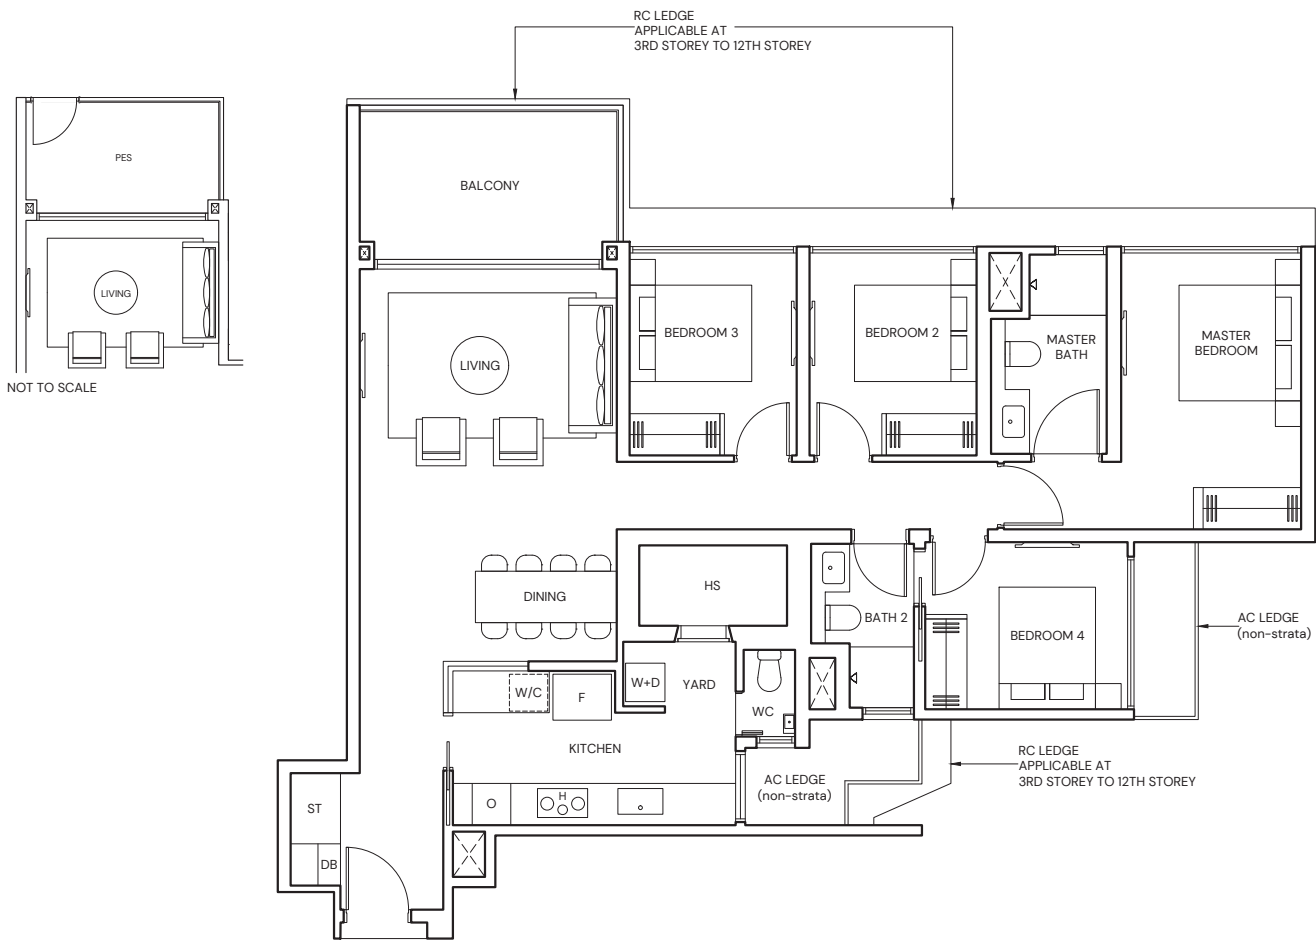 RC LEDGE
APPLICABLE AT
3RD STOREY TO 12TH STOREY
PES
LIVING
NOT TO SCALE
BALCONY
LIVING
BEDROOM 3
BEDROOM 2
MASTER
BATH
MASTER
BEDROOM
DINING
HS
BATH 2
BEDROOM 4
AC LEDGE
(non-strata)
W/C
F
W+D
YARD
WC
KITCHEN
AC LEDGE
(non-strata)
RC LEDGE
APPLICABLE AT
3RD STOREY TO 12TH STOREY
O
H
ST
DB